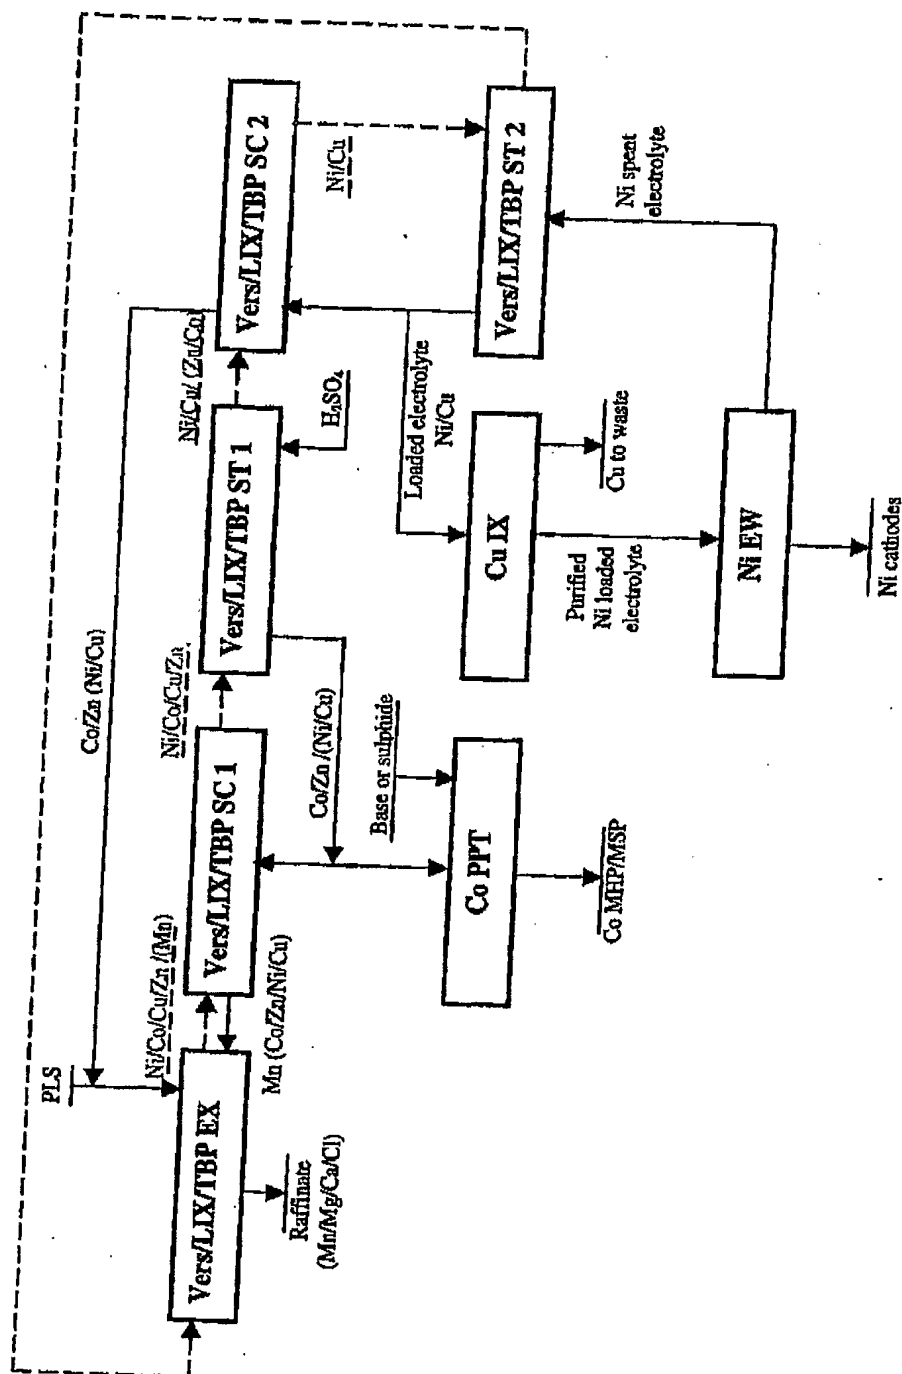 PLS
Co/Zn (Ni/Cu)
Vers/LIX/TBP EX
Raffinate
(Mn/Mg/Ca/Cl)
Ni/Co/Cu/Zn /(Mn)
Mn (Co/Zn/Ni/Cu)
Vers/LIX/TBP SC 1
Ni/Co/Cu/Zn
Co/Zn /(Ni/Cu)
Base or sulphide
Co PPT
Co MHP/MSP
Vers/LIX/TBP ST 1
H₂SO₄
Ni/Cu/ (Zn/Co)
Vers/LIX/TBP SC 2
Ni/Cu
Vers/LIX/TBP ST 2
Loaded electrolyte
Ni/Cu
Cu IX
Cu to waste
Purified
Ni loaded
electrolyte
Ni spent
electrolyte
Ni EW
Ni cathodes